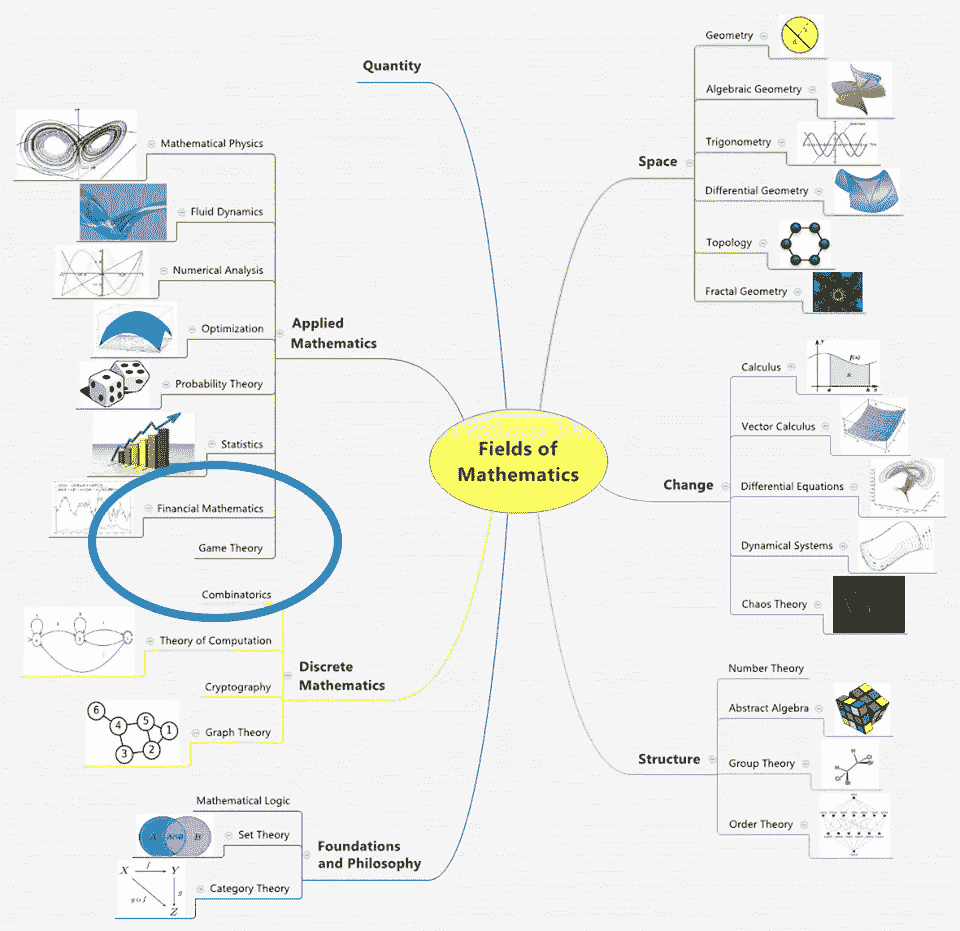 Fields of
Mathematics
Quantity
Applied
Mathematics
Mathematical Physics
Fluid Dynamics
Numerical Analysis
Optimization
Probability Theory
Statistics
Financial Mathematics
Game Theory
Discrete
Mathematics
Combinatorics
Theory of Computation
Cryptography
Graph Theory
6
4
5
1
3
2
Foundations
and Philosophy
Mathematical Logic
Set Theory
A
B
Category Theory
X
f
Y
g
Z
Space
Geometry
Algebraic Geometry
Trigonometry
Differential Geometry
Topology
Fractal Geometry
Change
Calculus
y
f(x)
Vector Calculus
Differential Equations
Dynamical Systems
Chaos Theory
Structure
Number Theory
Abstract Algebra
Group Theory
Order Theory